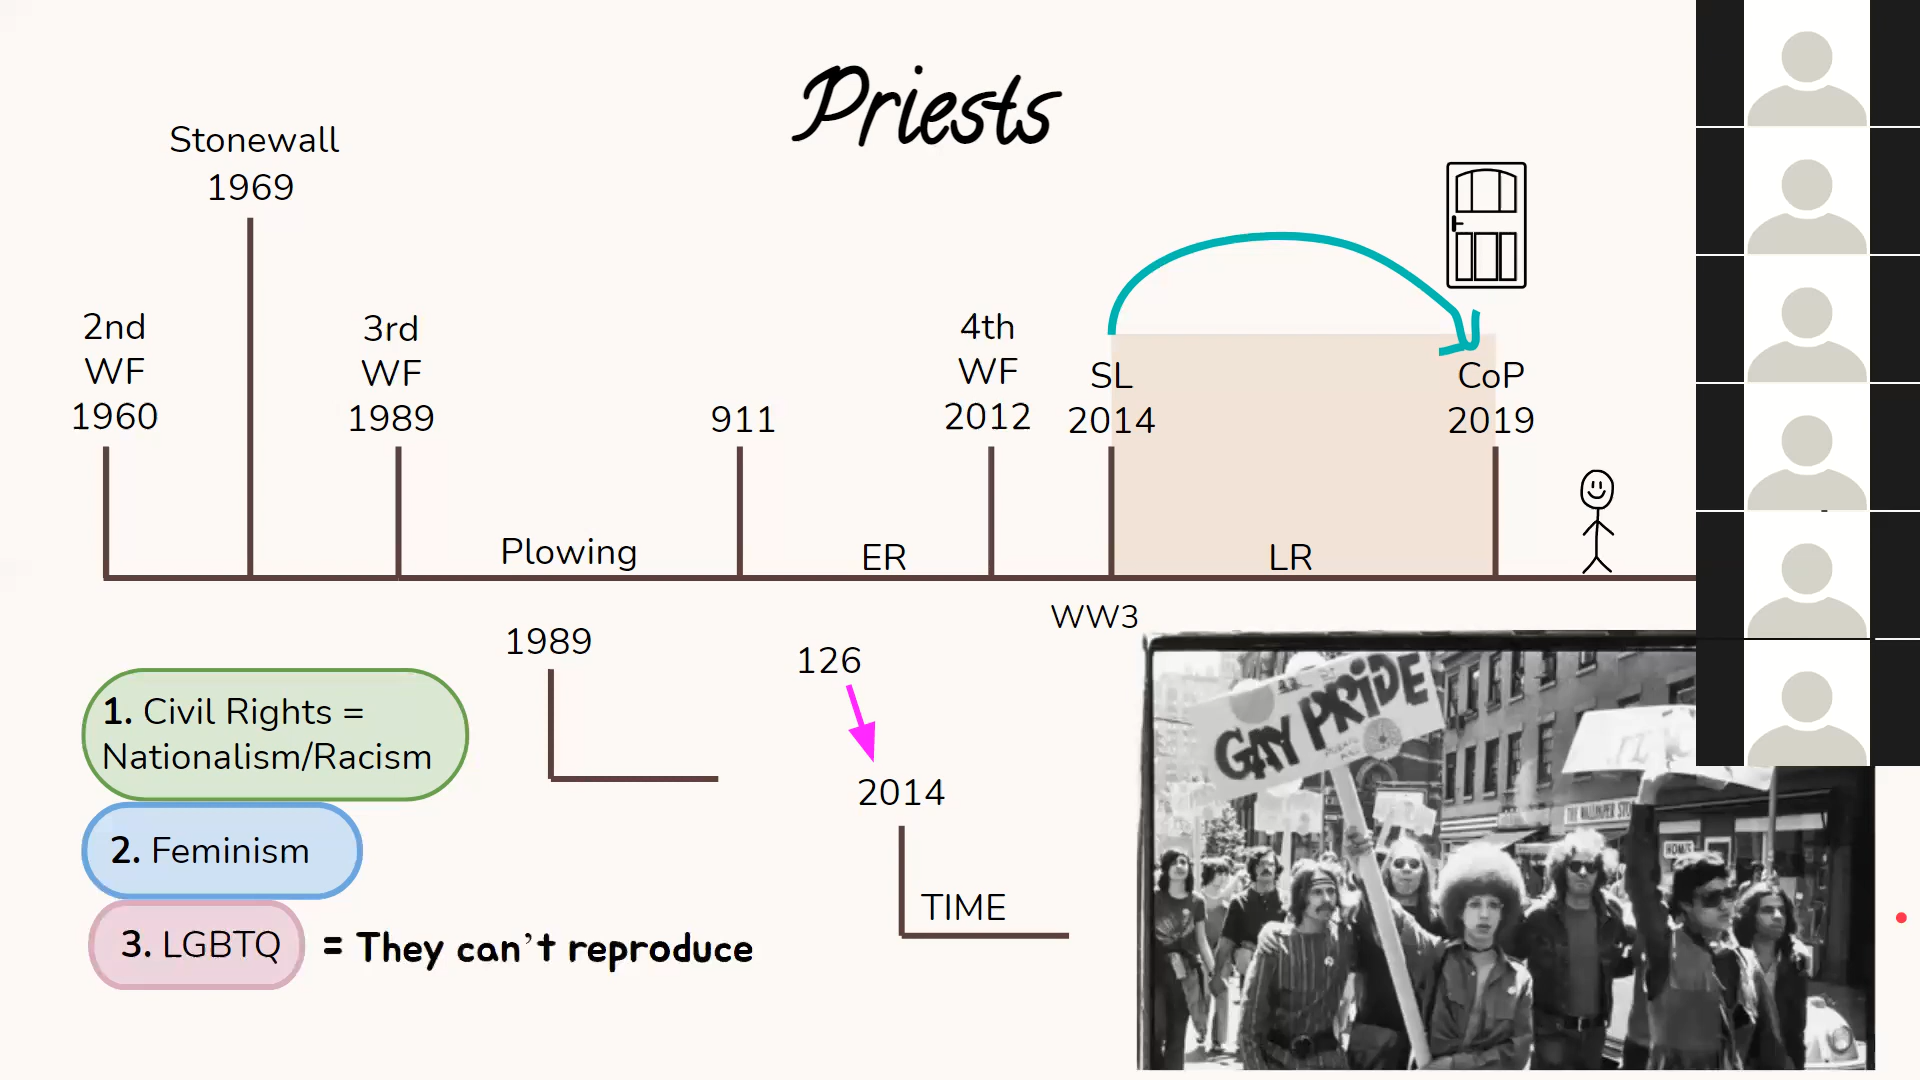 Priests
Stonewall
1969
2nd
WF
1960
3rd
WF
1989
911
4th
WF
2012
SL
2014
CoP
2019
Plowing
ER
LR
WW3
1989
126
2014
TIME
1. Civil Rights =
Nationalism/Racism
2. Feminism
3. LGBTQ = They can't reproduce
GAY PRIDE